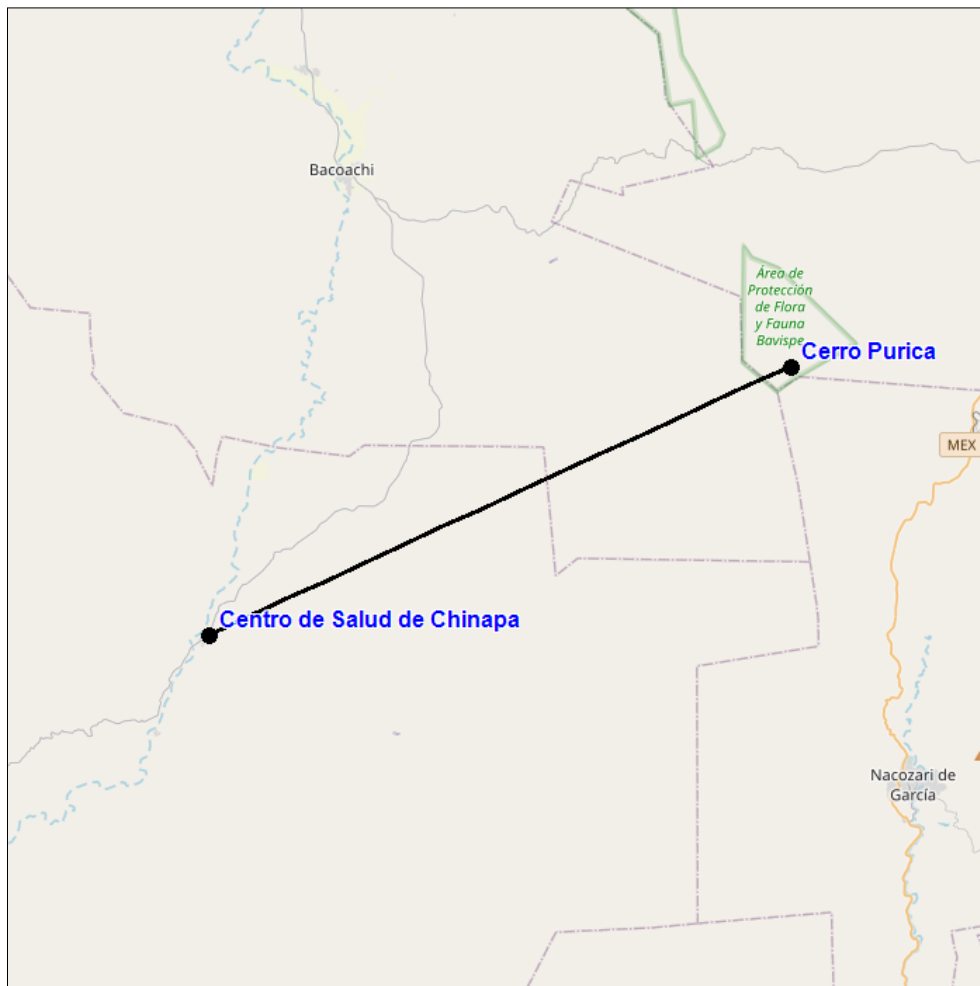 Bacoachi
Área de
Protección
de Flora
y Fauna
Bavispe
Cerro Purica
MEX
Centro de Salud de Chinapa
Nacozari de
García